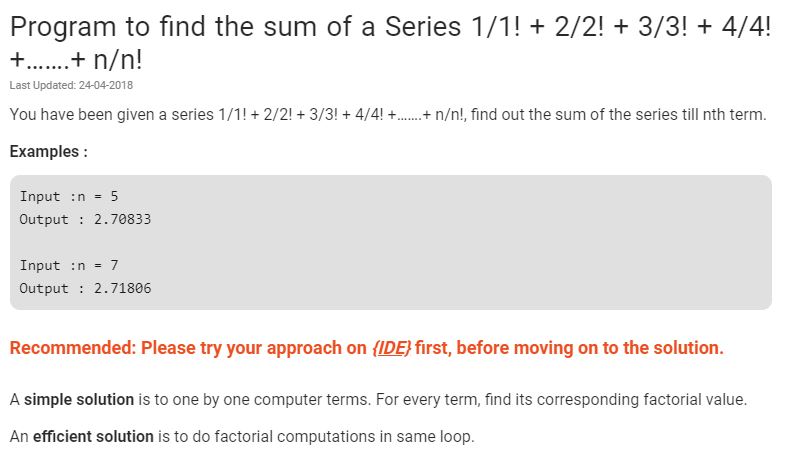 Program to find the sum of a Series 1/1! + 2/2! + 3/3! + 4/4!
+.......+ n/n!
Last Updated: 24-04-2018
You have been given a series 1/1! + 2/2! + 3/3! + 4/4! +.......+ n/n!, find out the sum of the series till nth term.
Examples :
Input :n = 5
Output : 2.70833
Input :n = 7
Output : 2.71806
Recommended: Please try your approach on {IDE} first, before moving on to the solution.
A simple solution is to one by one computer terms. For every term, find its corresponding factorial value.
An efficient solution is to do factorial computations in same loop.